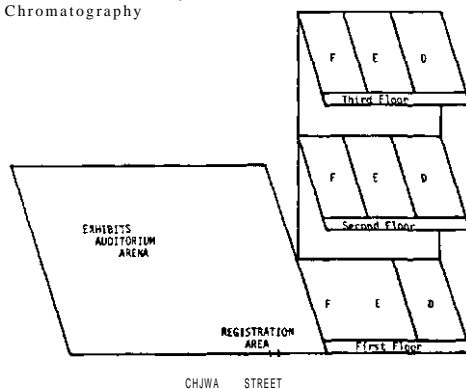 Chromatography
F E D
Third Floor
F E D
Second Floor
EXHIBITS
AUDITORIUM
ARENA
F E D
REGISTRATION
AREA
First Floor
CHJWA STREET